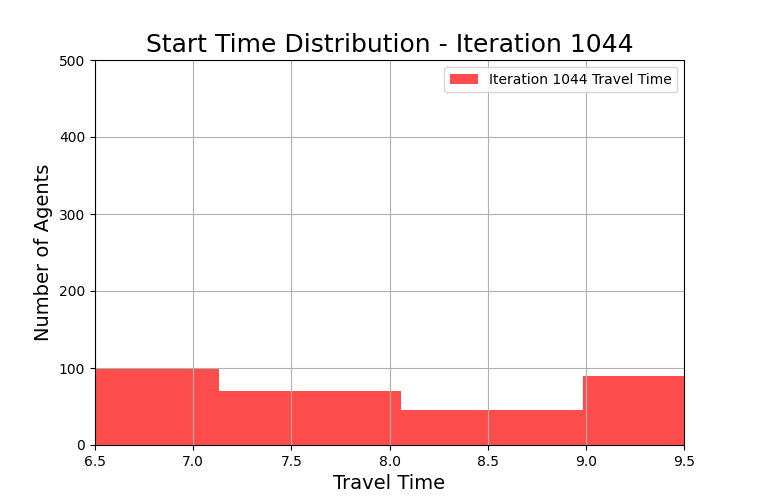 Start Time Distribution - Iteration 1044
500
400
300
200
100
0
Number of Agents
Iteration 1044 Travel Time
6.5 7.0 7.5 8.0 8.5 9.0 9.5
Travel Time